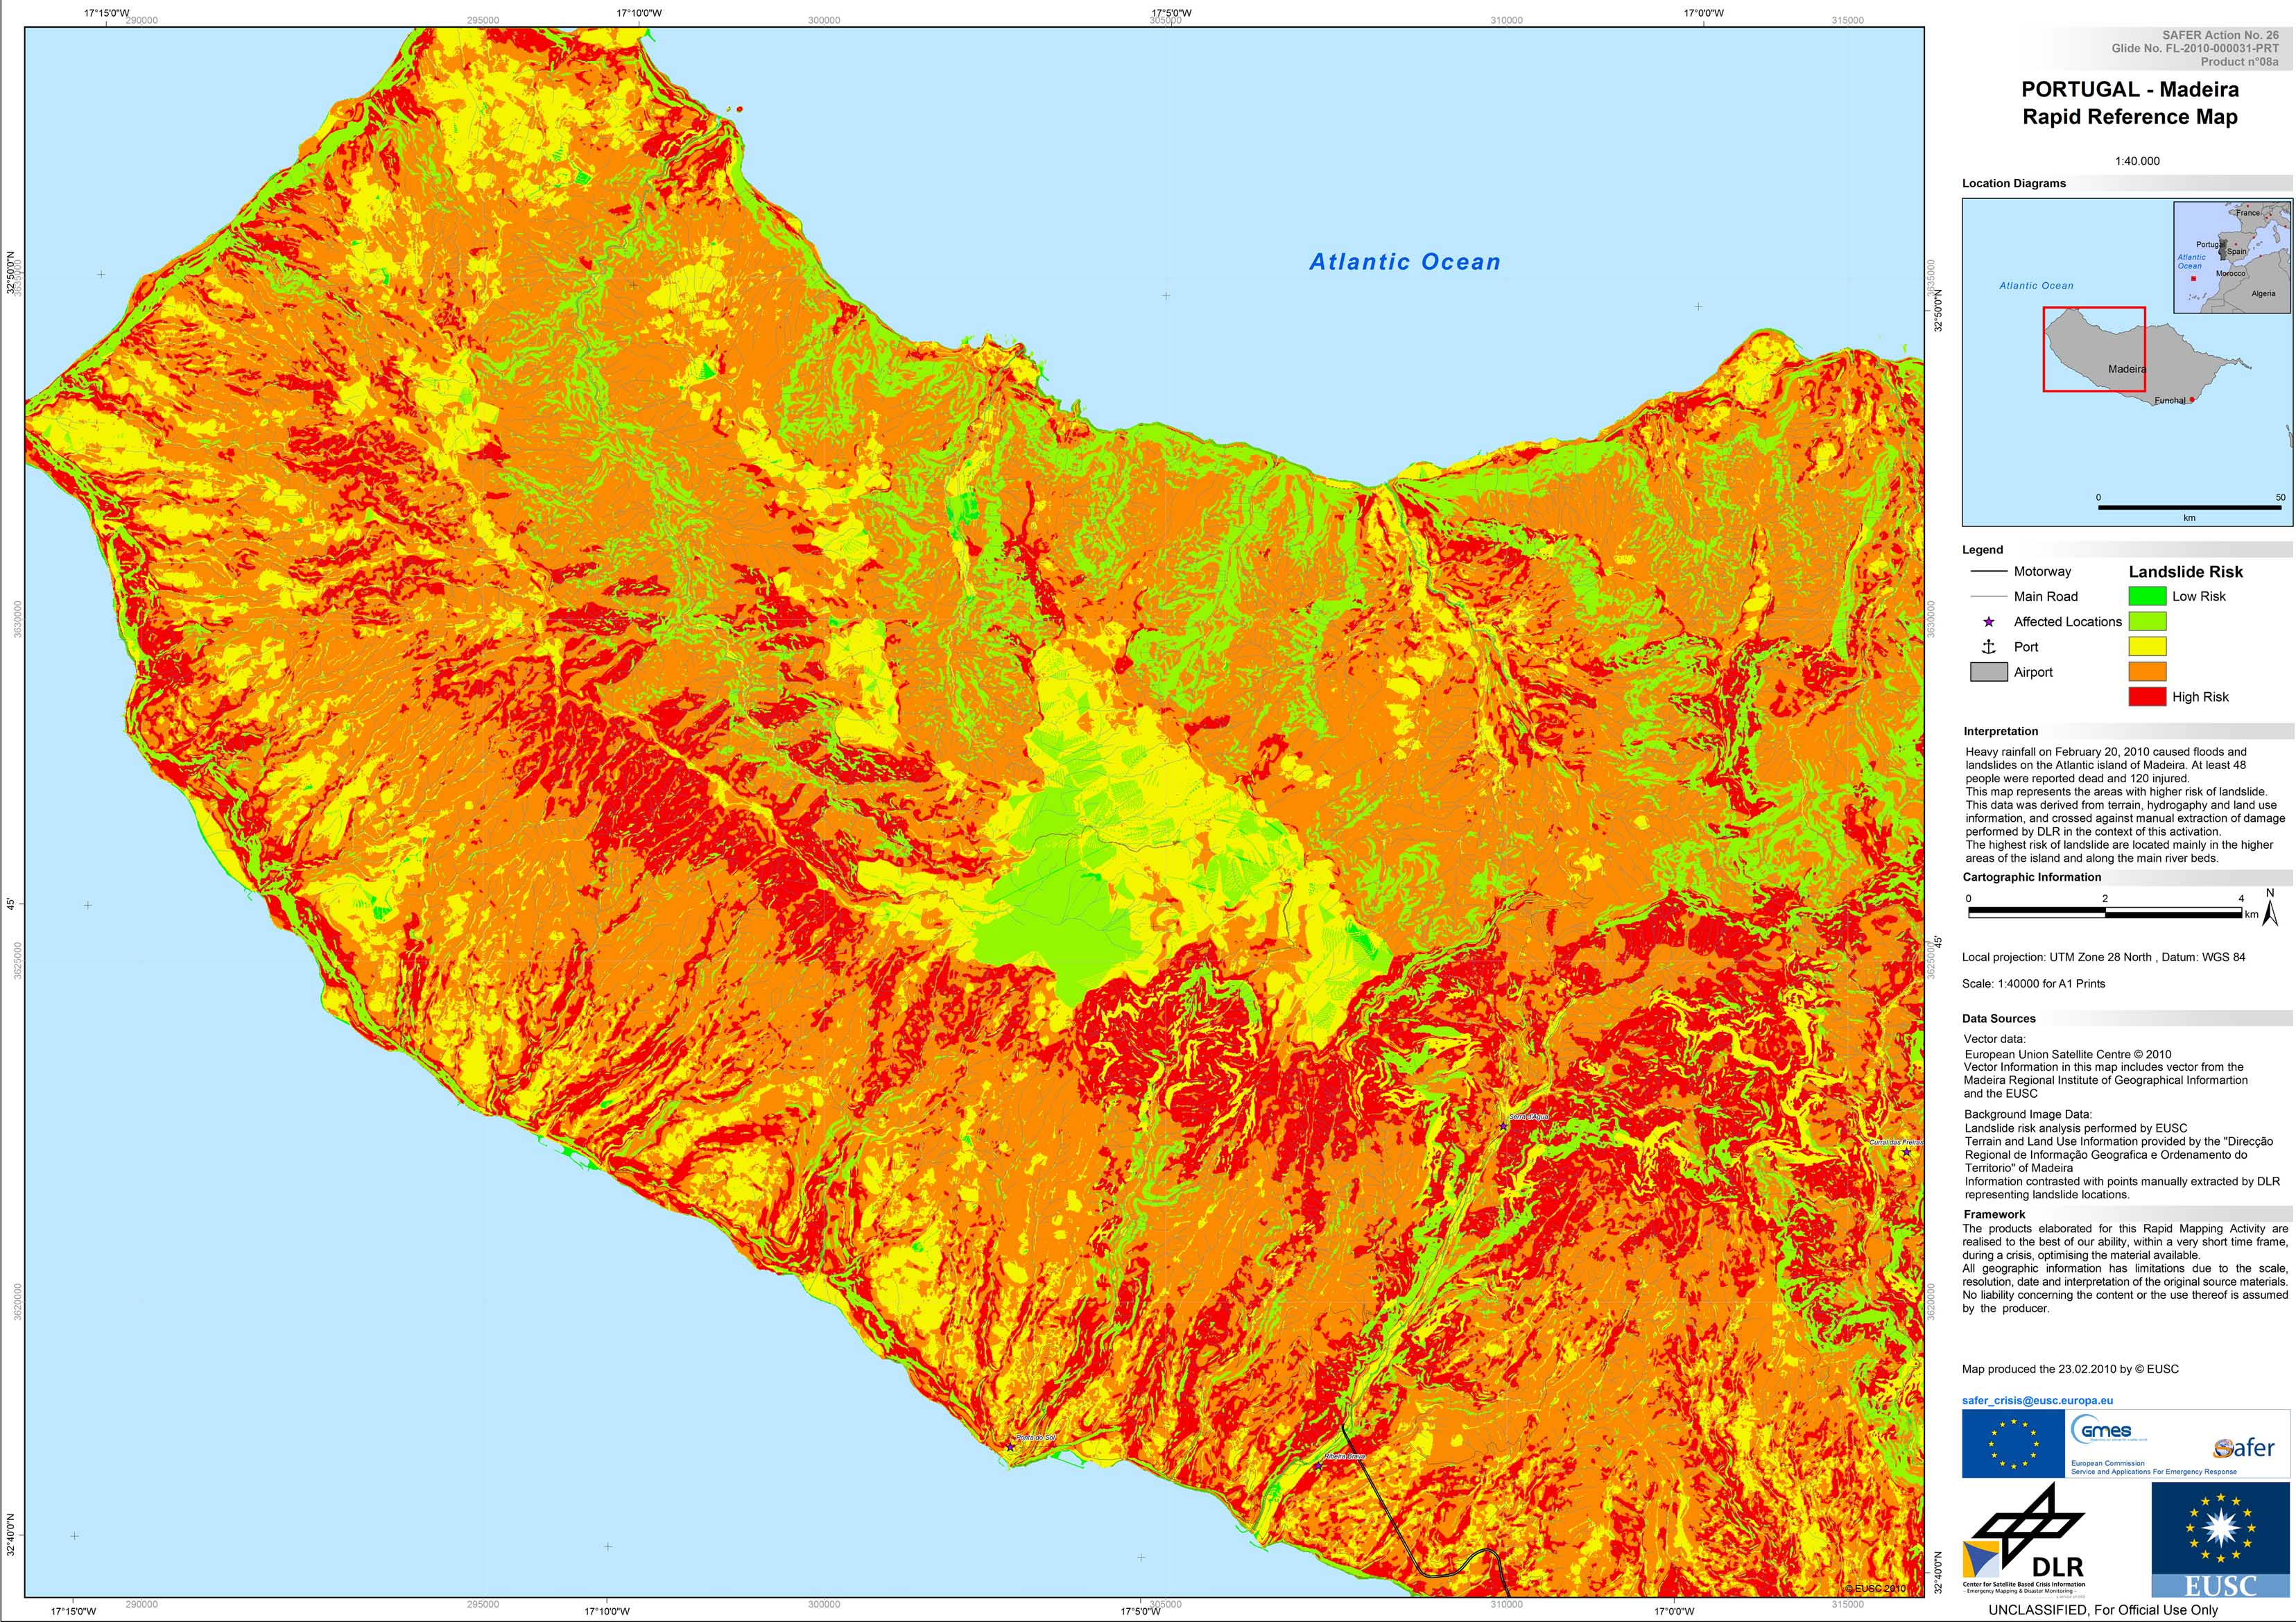 17°15'0"W
290000
295000
17°10'0"W
300000
17°5'0"W
305000
310000
17°0'0"W
315000
32°50'0"N
3635000
3630000
45'
3625000
3620000
32°40'0"N
Atlantic Ocean
Serra d'Agua
Curral das Freiras
Ponta do Sol
Ribeira Brava
© EUSC 2010
3635000
32°50'0"N
3630000
3625000
45'
3620000
32°40'0"N
17°15'0"W
290000
295000
17°10'0"W
300000
17°5'0"W
305000
310000
17°0'0"W
315000
SAFER Action No. 26
Glide No. FL-2010-000031-PRT
Product n°08a
PORTUGAL - Madeira
Rapid Reference Map
1:40.000
Location Diagrams
France
Portugal
Spain
Atlantic
Ocean
Morocco
Algeria
Atlantic Ocean
Madeira
Funchal
0 50
km
Legend
Motorway
Main Road
Affected Locations
Port
Airport
Landslide Risk
Low Risk
High Risk
Interpretation
Heavy rainfall on February 20, 2010 caused floods and
landslides on the Atlantic island of Madeira. At least 48
people were reported dead and 120 injured.
This map represents the areas with higher risk of landslide.
This data was derived from terrain, hydrogaphy and land use
information, and crossed against manual extraction of damage
performed by DLR in the context of this activation.
The highest risk of landslide are located mainly in the higher
areas of the island and along the main river beds.
Cartographic Information
0 2 4
km
N
Local projection: UTM Zone 28 North , Datum: WGS 84
Scale: 1:40000 for A1 Prints
Data Sources
Vector data:
European Union Satellite Centre © 2010
Vector Information in this map includes vector from the
Madeira Regional Institute of Geographical Informartion
and the EUSC
Background Image Data:
Landslide risk analysis performed by EUSC
Terrain and Land Use Information provided by the "Direcção
Regional de Informação Geografica e Ordenamento do
Territorio" of Madeira
Information contrasted with points manually extracted by DLR
representing landslide locations.
Framework
The products elaborated for this Rapid Mapping Activity are
realised to the best of our ability, within a very short time frame,
during a crisis, optimising the material available.
All geographic information has limitations due to the scale,
resolution, date and interpretation of the original source materials.
No liability concerning the content or the use thereof is assumed
by the producer.
Map produced the 23.02.2010 by © EUSC
safer_crisis@eusc.europa.eu
Gmes
Safer
European Commission
Service and Applications For Emergency Response
DLR
Center for Satellite Based Crisis Information
- Emergency Mapping & Disaster Monitoring -
EUSC
UNCLASSIFIED, For Official Use Only